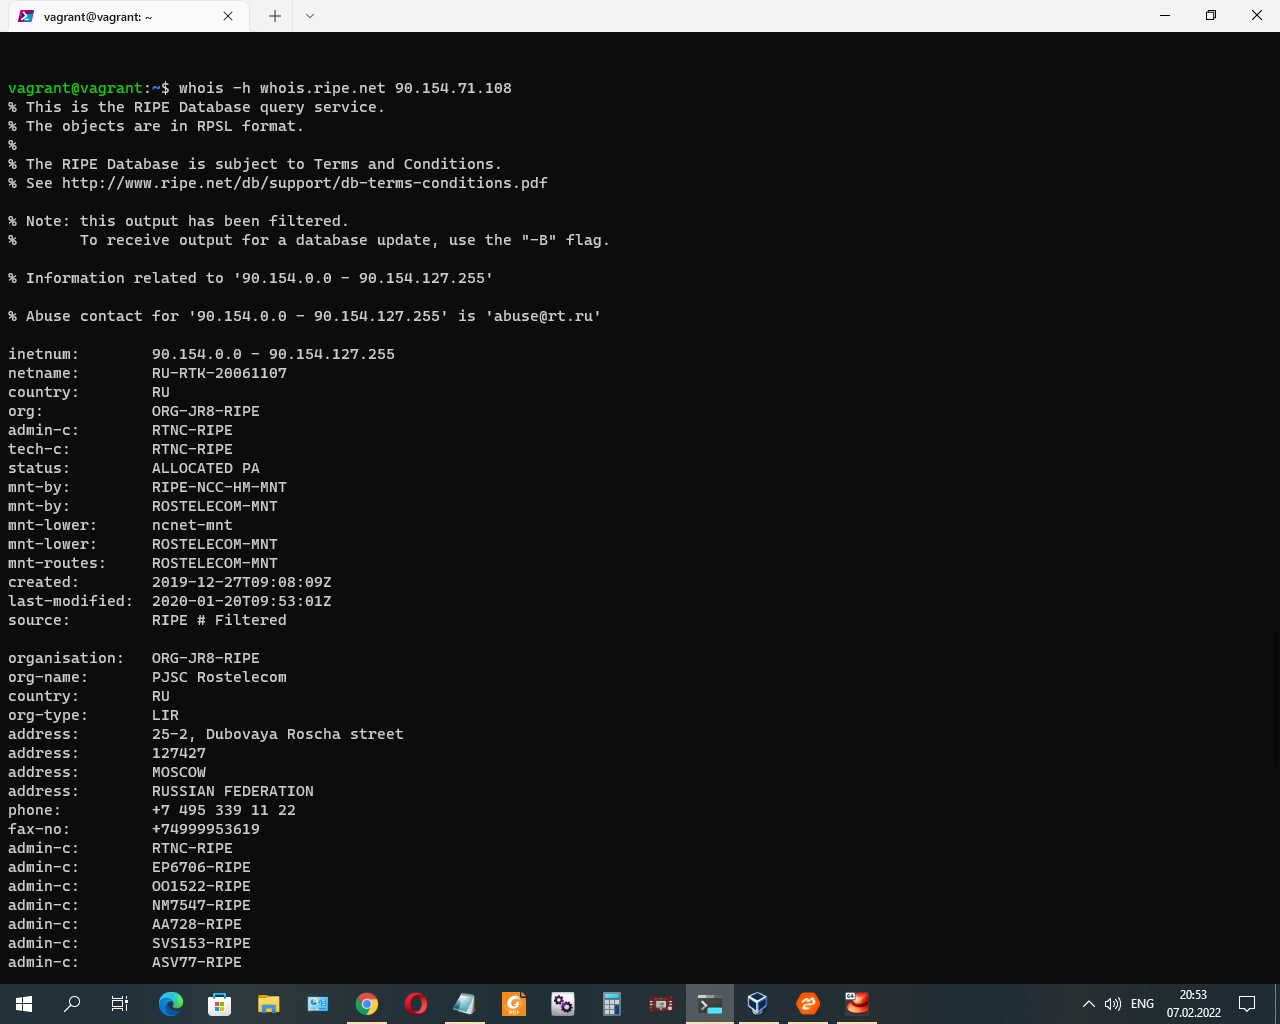 vagrant@vagrant: ~
vagrant@vagrant:~$ whois -h whois.ripe.net 90.154.71.108
% This is the RIPE Database query service.
% The objects are in RPSL format.
%
% The RIPE Database is subject to Terms and Conditions.
% See http://www.ripe.net/db/support/db-terms-conditions.pdf
% Note: this output has been filtered.
%       To receive output for a database update, use the "-B" flag.
% Information related to '90.154.0.0 - 90.154.127.255'
% Abuse contact for '90.154.0.0 - 90.154.127.255' is 'abuse@rt.ru'
inetnum:        90.154.0.0 - 90.154.127.255
netname:        RU-RTK-20061107
country:        RU
org:            ORG-JR8-RIPE
admin-c:        RTNC-RIPE
tech-c:         RTNC-RIPE
status:         ALLOCATED PA
mnt-by:         RIPE-NCC-HM-MNT
mnt-by:         ROSTELECOM-MNT
mnt-lower:      ncnet-mnt
mnt-lower:      ROSTELECOM-MNT
mnt-routes:     ROSTELECOM-MNT
created:        2019-12-27T09:08:09Z
last-modified:  2020-01-20T09:53:01Z
source:         RIPE # Filtered
organisation:   ORG-JR8-RIPE
org-name:       PJSC Rostelecom
country:        RU
org-type:       LIR
address:        25-2, Dubovaya Roscha street
address:        127427
address:        MOSCOW
address:        RUSSIAN FEDERATION
phone:          +7 495 339 11 22
fax-no:         +74999953619
admin-c:        RTNC-RIPE
admin-c:        EP6706-RIPE
admin-c:        OO1522-RIPE
admin-c:        NM7547-RIPE
admin-c:        AA728-RIPE
admin-c:        SVS153-RIPE
admin-c:        ASV77-RIPE
PDF
64
ENG
20:53
07.02.2022